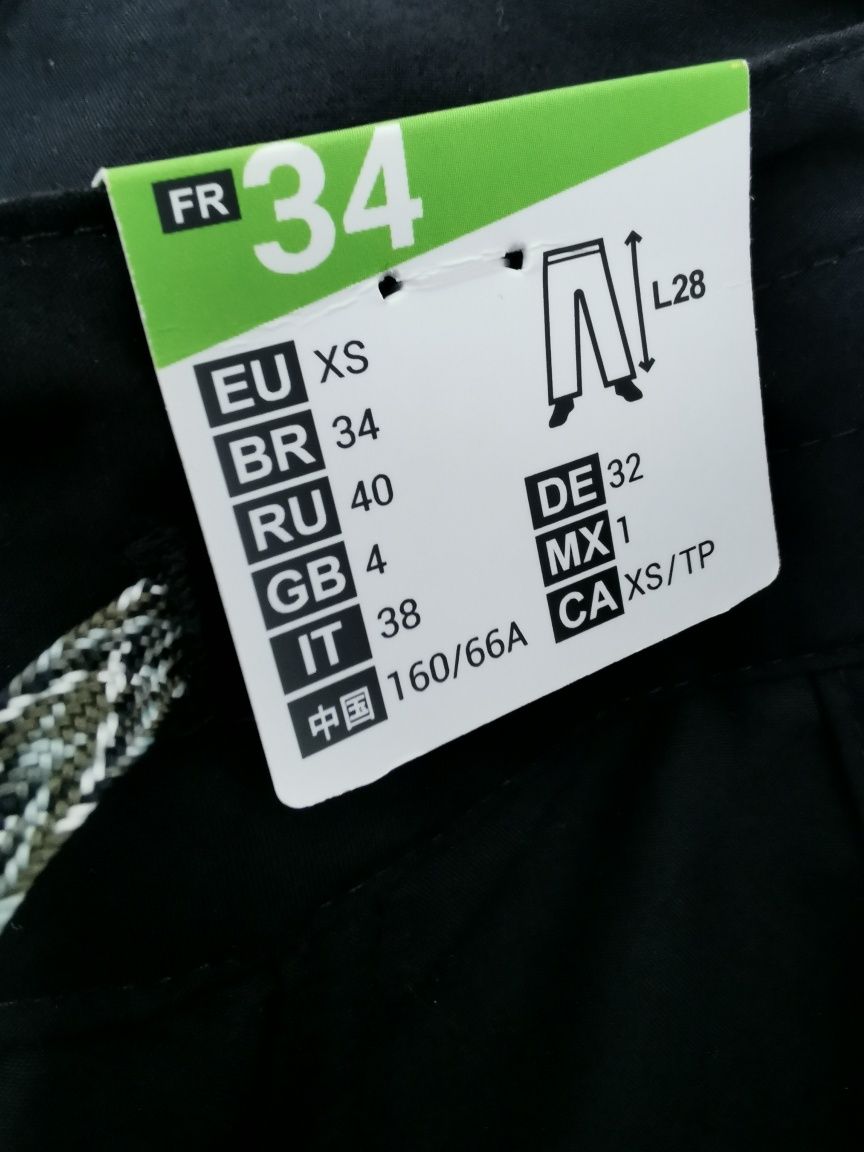 FR 34
L28
EU XS
BR 34
RU 40
GB 4
IT 38
中国 160/66A
DE 32
MX 1
CA XS/TP